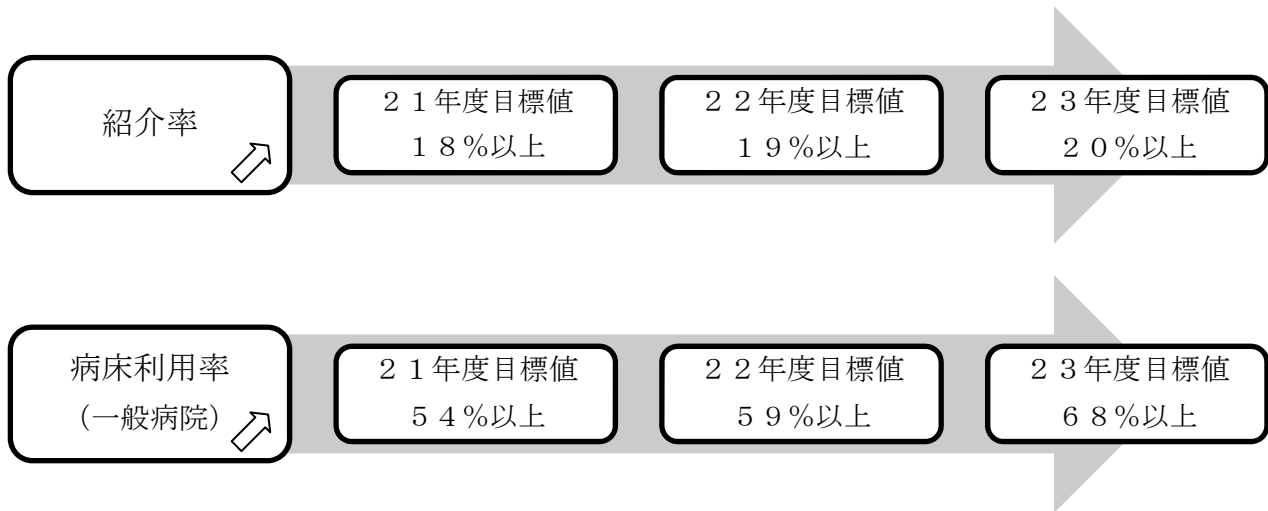 紹介率
２１年度目標値
１８％以上
２２年度目標値
１９％以上
２３年度目標値
２０％以上
病床利用率
（一般病院）
２１年度目標値
５４％以上
２２年度目標値
５９％以上
２３年度目標値
６８％以上